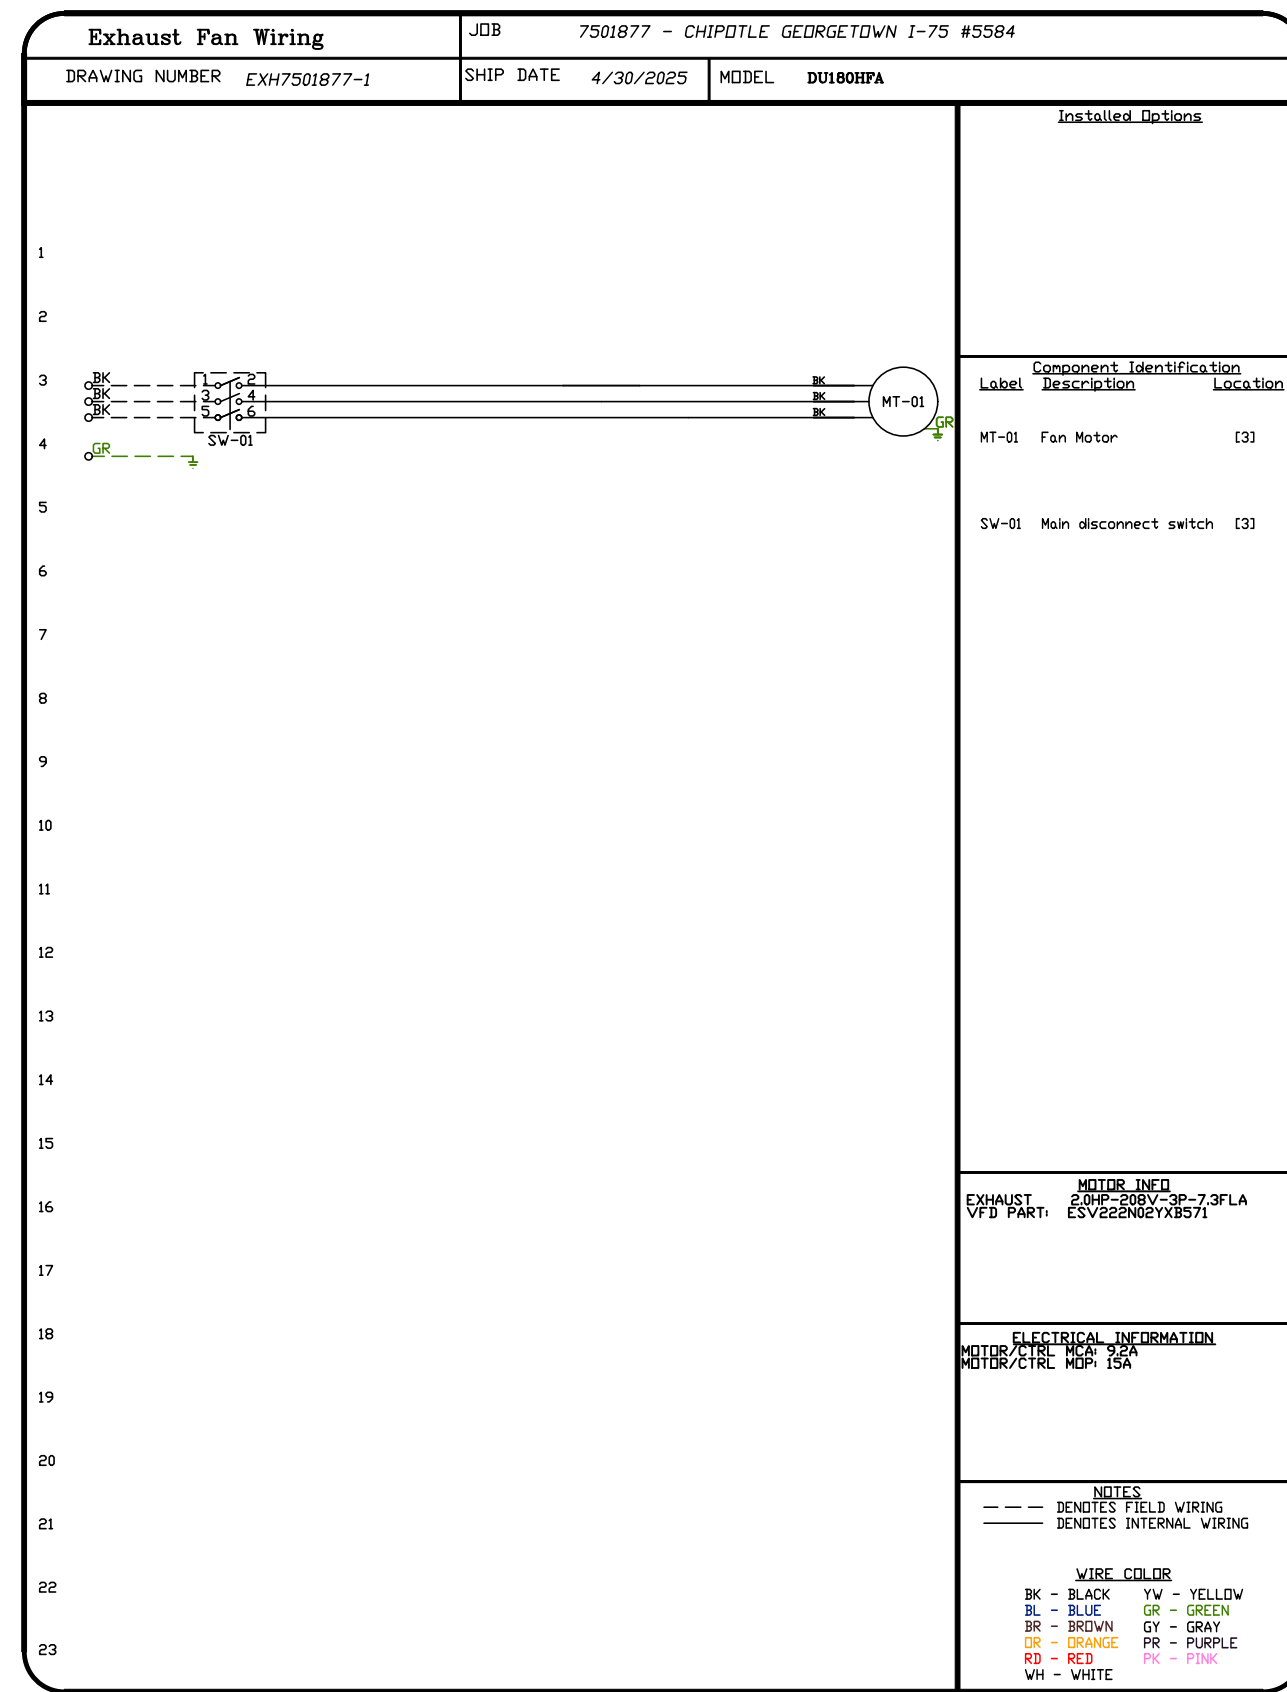 Exhaust Fan Wiring
JOB 7501877 - CHIPOTLE GEORGETOWN I-75 #5584
DRAWING NUMBER EXH7501877-1
SHIP DATE 4/30/2025
MODEL DU180HFA
Installed Options
1
2
3
BK 1 2 BK
BK 3 4 BK
BK 5 6 BK
MT-01
GR
SW-01
4
GR
5
6
7
8
9
10
11
12
13
14
15
16
17
18
19
20
21
22
23
Component Identification
Label Description Location
MT-01 Fan Motor [3]
SW-01 Main disconnect switch [3]
MOTOR INFO
EXHAUST 2.0HP-208V-3P-7.3FLA
VFD PART: ESV222N02YXB571
ELECTRICAL INFORMATION
MOTOR/CTRL MCA: 9.2A
MOTOR/CTRL MOP: 15A
NOTES
DENOTES FIELD WIRING
DENOTES INTERNAL WIRING
WIRE COLOR
BK - BLACK YW - YELLOW
BL - BLUE GR - GREEN
BR - BROWN GY - GRAY
OR - ORANGE PR - PURPLE
RD - RED PK - PINK
WH - WHITE